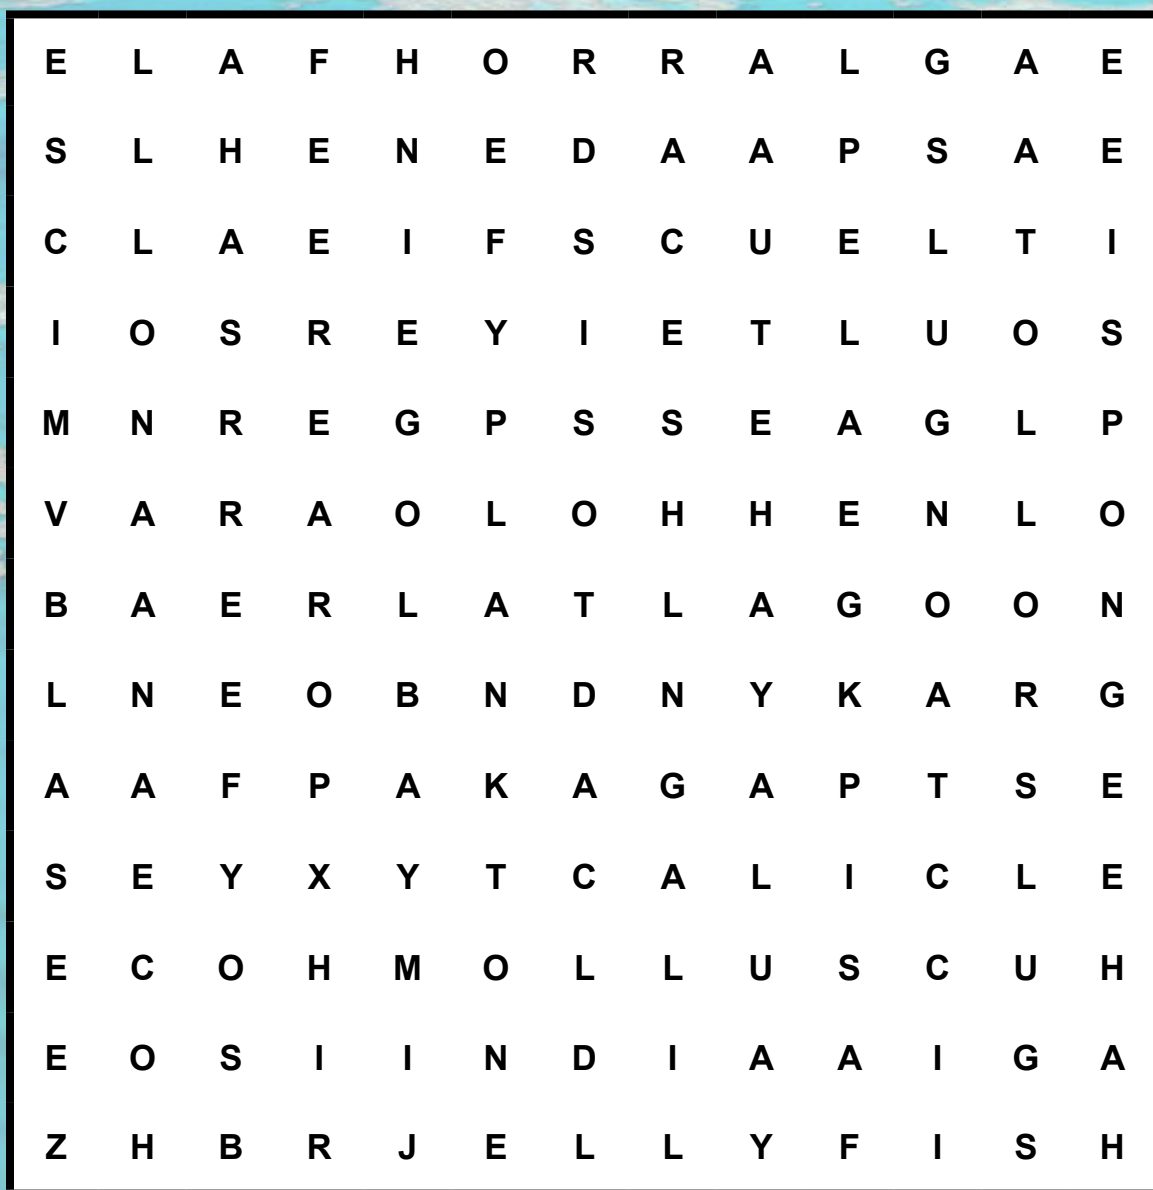 E L A F H O R R A L G A E
S L H E N E D A A P S A E
C L A E I F S C U E L T I
I O S R E Y I E T L U O S
M N R E G P S S E A G L P
V A R A O L O H H E N L O
B A E R L A T L A G O O N
L N E O B N D N Y K A R G
A A F P A K A G A P T S E
S E Y X Y T C A L I C L E
E C O H M O L L U S C U H
E O S I I N D I A A I G A
Z H B R J E L L Y F I S H